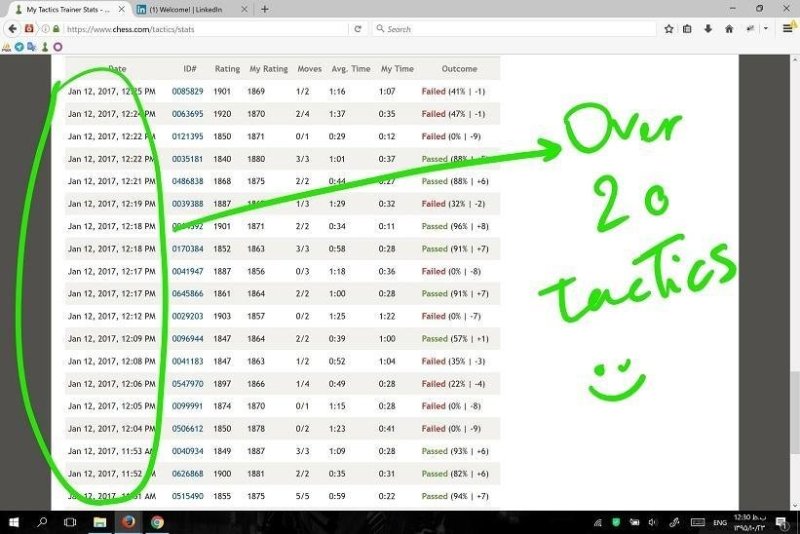 My Tactics Trainer Stats - ...
(1) Welcome! | LinkedIn
https://www.chess.com/tactics/stats
Search
Date ID# Rating My Rating Moves Avg. Time My Time Outcome
Jan 12, 2017, 12:25 PM 0085829 1901 1869 1/2 1:16 1:07 Failed (41% | -1)
Jan 12, 2017, 12:24 PM 0063695 1920 1870 2/4 1:37 0:35 Failed (47% | -1)
Jan 12, 2017, 12:22 PM 0121395 1850 1871 0/1 0:29 0:12 Failed (0% | -9)
Jan 12, 2017, 12:22 PM 0035181 1840 1880 3/3 1:01 0:37 Passed (88%
Jan 12, 2017, 12:21 PM 0486838 1868 1875 2/2 0:44 0:27 Passed (88% | +6)
Jan 12, 2017, 12:19 PM 0039388 1887 1/3 1:29 0:32 Failed (32% | -2)
Jan 12, 2017, 12:18 PM 1901 1871 2/2 0:34 0:11 Passed (96% | +8)
Jan 12, 2017, 12:18 PM 0170384 1852 1863 3/3 0:58 0:28 Passed (91% | +7)
Jan 12, 2017, 12:17 PM 0041947 1887 1856 0/3 1:18 0:36 Failed (0% | -8)
Jan 12, 2017, 12:17 PM 0645866 1861 1864 2/2 1:00 0:28 Passed (91% | +7)
Jan 12, 2017, 12:12 PM 0029203 1903 1857 0/2 1:25 1:22 Failed (0% | -7)
Jan 12, 2017, 12:09 PM 0096944 1847 1864 2/2 0:39 1:00 Passed (57% | +1)
Jan 12, 2017, 12:08 PM 0041183 1847 1863 1/2 0:52 1:04 Failed (35% | -3)
Jan 12, 2017, 12:06 PM 0547970 1897 1866 1/4 0:49 0:28 Failed (22% | -4)
Jan 12, 2017, 12:05 PM 0099991 1874 1870 0/1 1:15 0:28 Failed (0% | -8)
Jan 12, 2017, 12:04 PM 0506612 1850 1878 0/2 1:23 0:41 Failed (0% | -9)
Jan 12, 2017, 11:53 AM 0040934 1849 1887 3/3 1:09 0:28 Passed (93% | +6)
Jan 12, 2017, 11:52 0626868 1900 1881 2/2 0:35 0:31 Passed (82% | +6)
Jan 12, 2017, AM 0515490 1855 1875 5/5 0:59 0:22 Passed (94% | +7)
Over
20
tactics
ENG
12:30 ب.ظ
۱۳۹۵/۱۰/۲۳